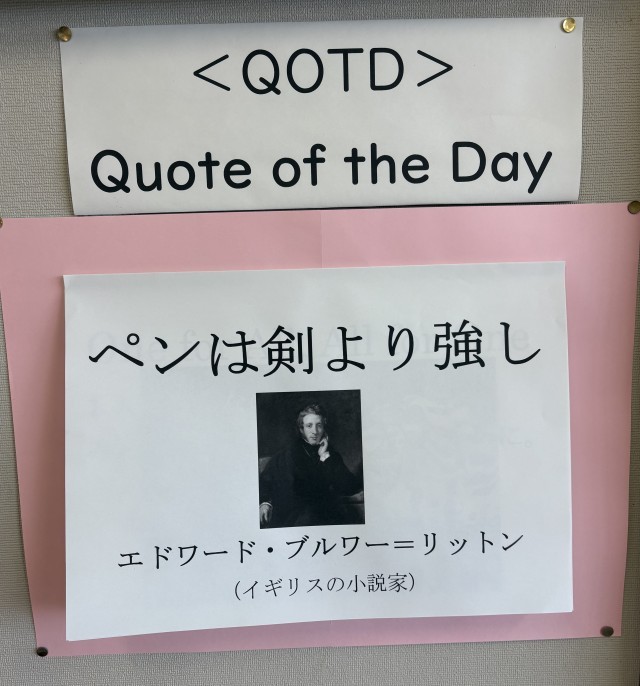 ＜QOTD＞
Quote of the Day
ペンは剣より強し
エドワード・ブルワー＝リットン
（イギリスの小説家）